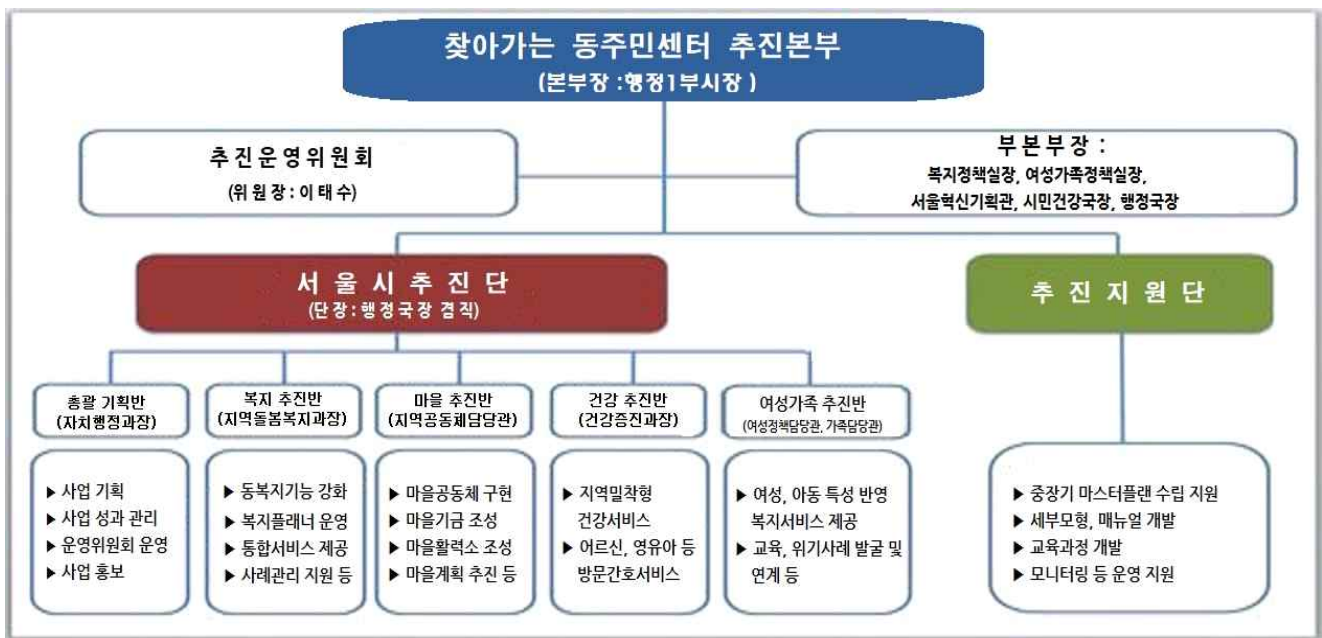 찾아가는 동주민센터 추진본부
(본부장 :행정1부시장 )
추진운영위원회
(위원장 : 이태수)
부본부장 :
복지정책실장, 여성가족정책실장,
서울혁신기획관, 시민건강국장, 행정국장
서울시추진단
(단장 : 행정국장 겸직)
추진지원단
총괄 기획반
(자치행정과장)
복지 추진반
(지역돌봄복지과장)
마을 추진반
(지역공동체담당관)
건강 추진반
(건강증진과장)
여성가족 추진반
(여성정책담당관, 가족담당관)
▶ 사업 기획
▶ 사업 성과 관리
▶ 운영위원회 운영
▶ 사업 홍보
▶ 동복지기능 강화
▶ 복지플래너 운영
▶ 통합서비스 제공
▶ 사례관리 지원 등
▶ 마을공동체 구현
▶ 마을기금 조성
▶ 마을활력소 조성
▶ 마을계획 추진 등
▶ 지역밀착형
건강서비스
▶ 어르신, 영유아 등
방문간호서비스
▶ 여성, 아동 특성 반영
복지서비스 제공
▶ 교육, 위기사례 발굴 및
연계 등
▶ 중장기 마스터플랜 수립 지원
▶ 세부모형, 매뉴얼 개발
▶ 교육과정 개발
▶ 모니터링 등 운영 지원